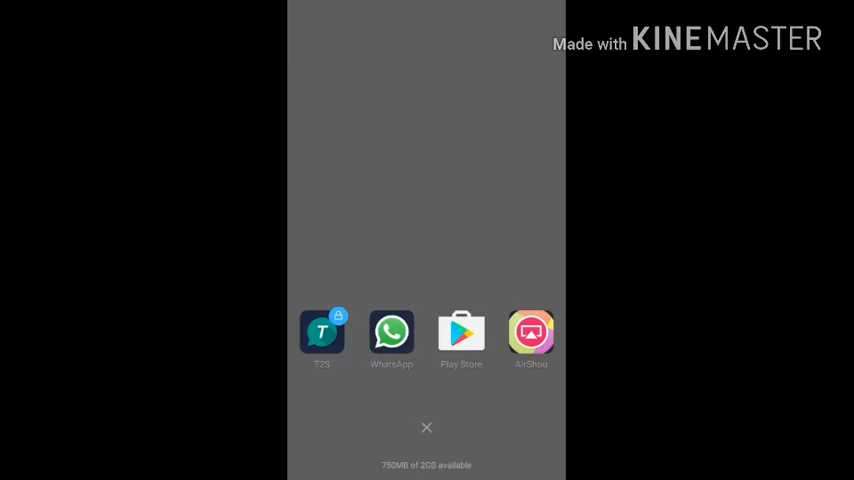 Made with KINEMASTER
T
T2S
WhatsApp
Play Store
AirShou
750MB of 2GB available